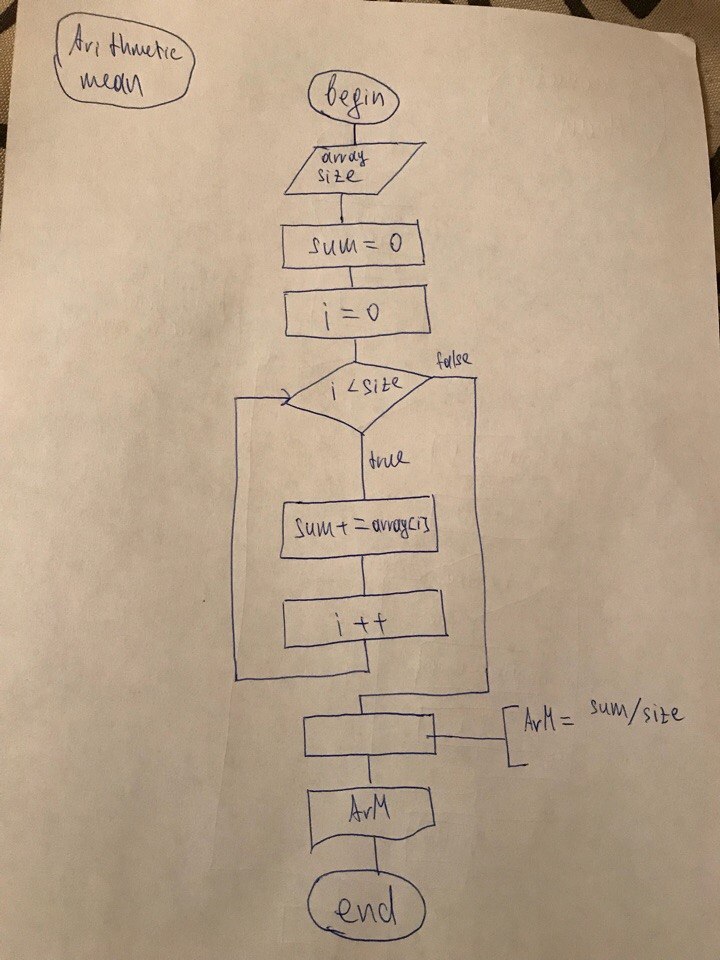 Arithmetic
mean
begin
array
size
sum = 0
i = 0
i < size
false
true
sum += array[i]
i ++
ArM = sum/size
ArM
end